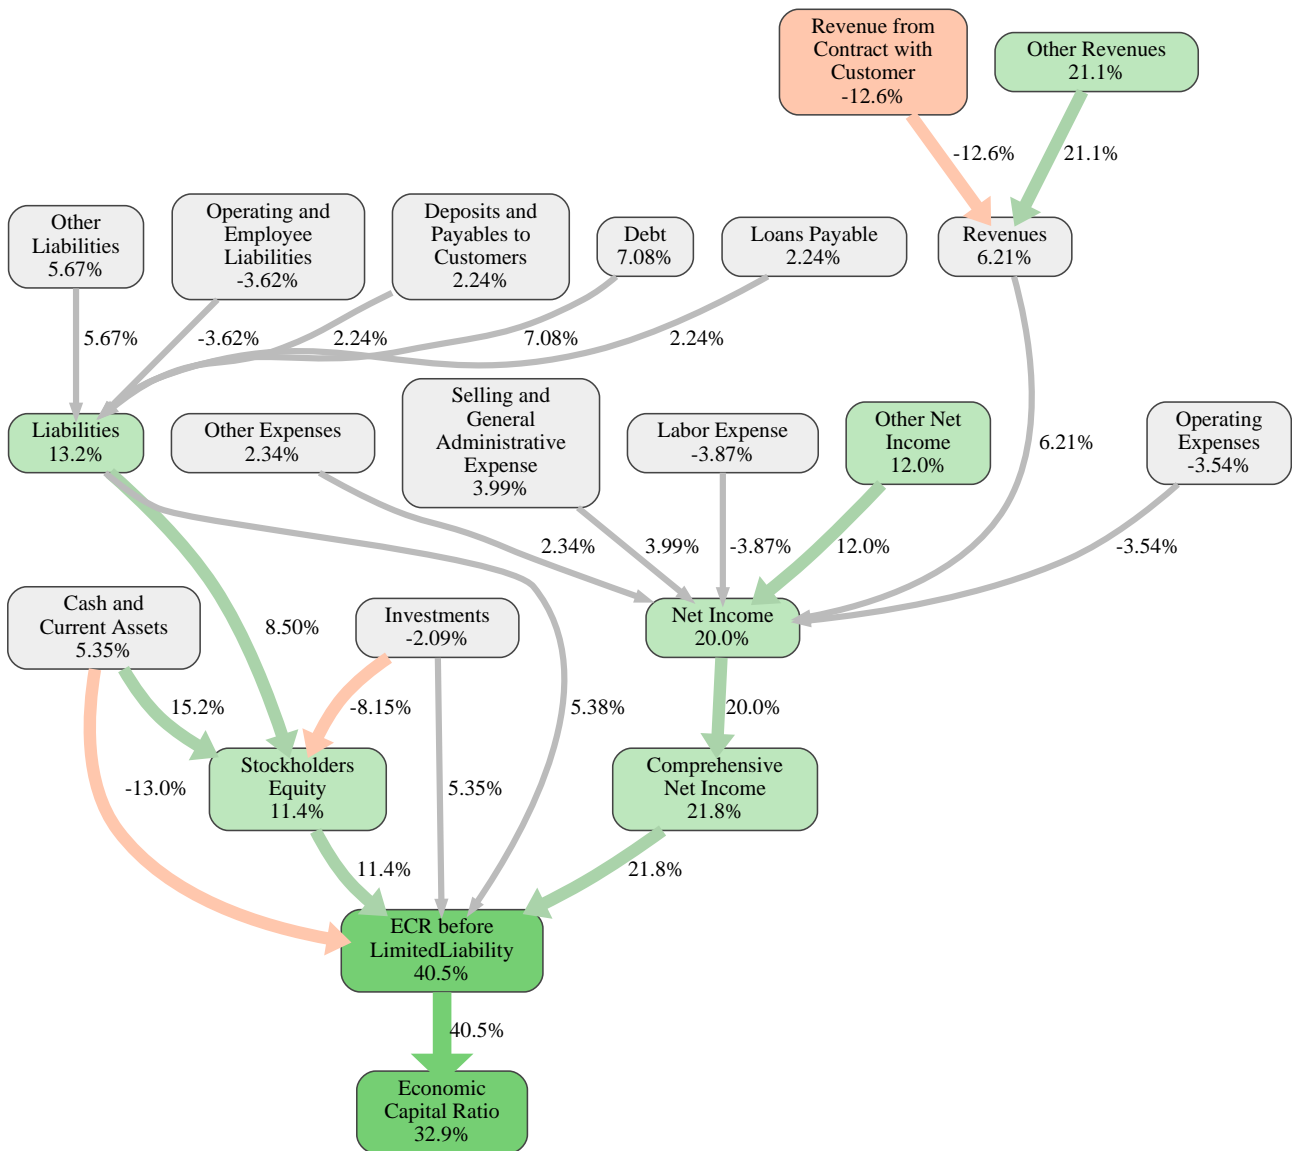 Revenue from
Contract with
Customer
-12.6%
Other Revenues
21.1%
-12.6%
21.1%
Other
Liabilities
5.67%
Operating and
Employee
Liabilities
-3.62%
Deposits and
Payables to
Customers
2.24%
Debt
7.08%
Loans Payable
2.24%
Revenues
6.21%
5.67%
-3.62%
2.24%
7.08%
2.24%
6.21%
Liabilities
13.2%
Other Expenses
2.34%
Selling and
General
Administrative
Expense
3.99%
Labor Expense
-3.87%
Other Net
Income
12.0%
Operating
Expenses
-3.54%
2.34%
3.99%
-3.87%
12.0%
-3.54%
Cash and
Current Assets
5.35%
8.50%
Investments
-2.09%
Net Income
20.0%
15.2%
-8.15%
5.38%
20.0%
-13.0%
Stockholders
Equity
11.4%
5.35%
Comprehensive
Net Income
21.8%
11.4%
21.8%
ECR before
LimitedLiability
40.5%
40.5%
Economic
Capital Ratio
32.9%